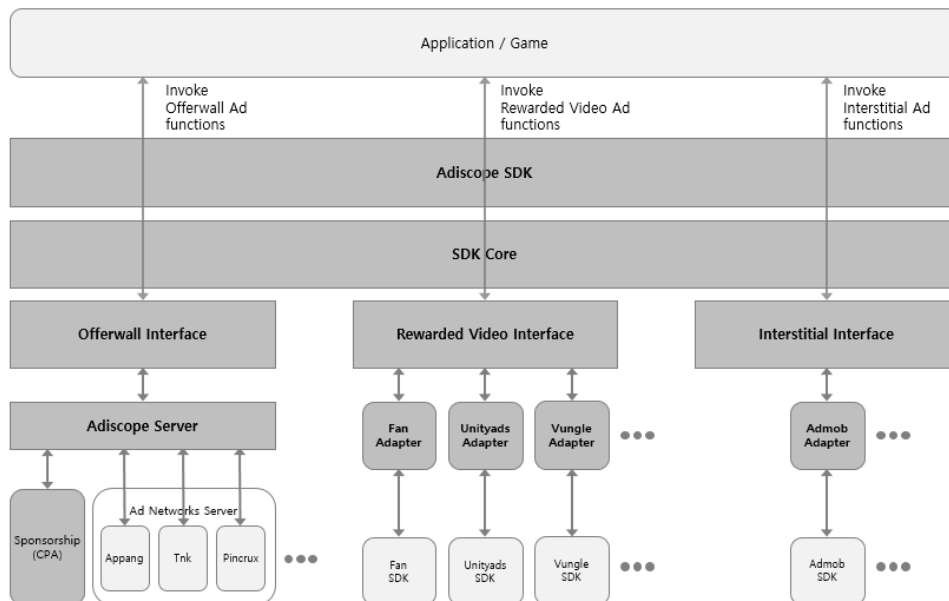 Application / Game
Invoke
Offerwall Ad
functions
Invoke
Rewarded Video Ad
functions
Invoke
Interstitial Ad
functions
Adiscope SDK
SDK Core
Offerwall Interface
Rewarded Video Interface
Interstitial Interface
Adiscope Server
Fan
Adapter
Unityads
Adapter
Vungle
Adapter
Admob
Adapter
Sponsorship
(CPA)
Ad Networks Server
Appang
Tnk
Pincrux
Fan
SDK
Unityads
SDK
Vungle
SDK
Admob
SDK